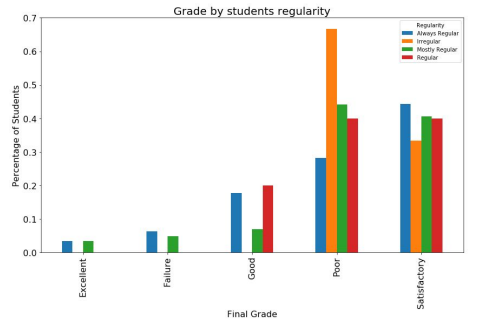 Grade by students regularity
Regularity
Always Regular
Irregular
Mostly Regular
Regular
Percentage of Students
0.7
0.6
0.5
0.4
0.3
0.2
0.1
0.0
Excellent
Failure
Good
Poor
Satisfactory
Final Grade